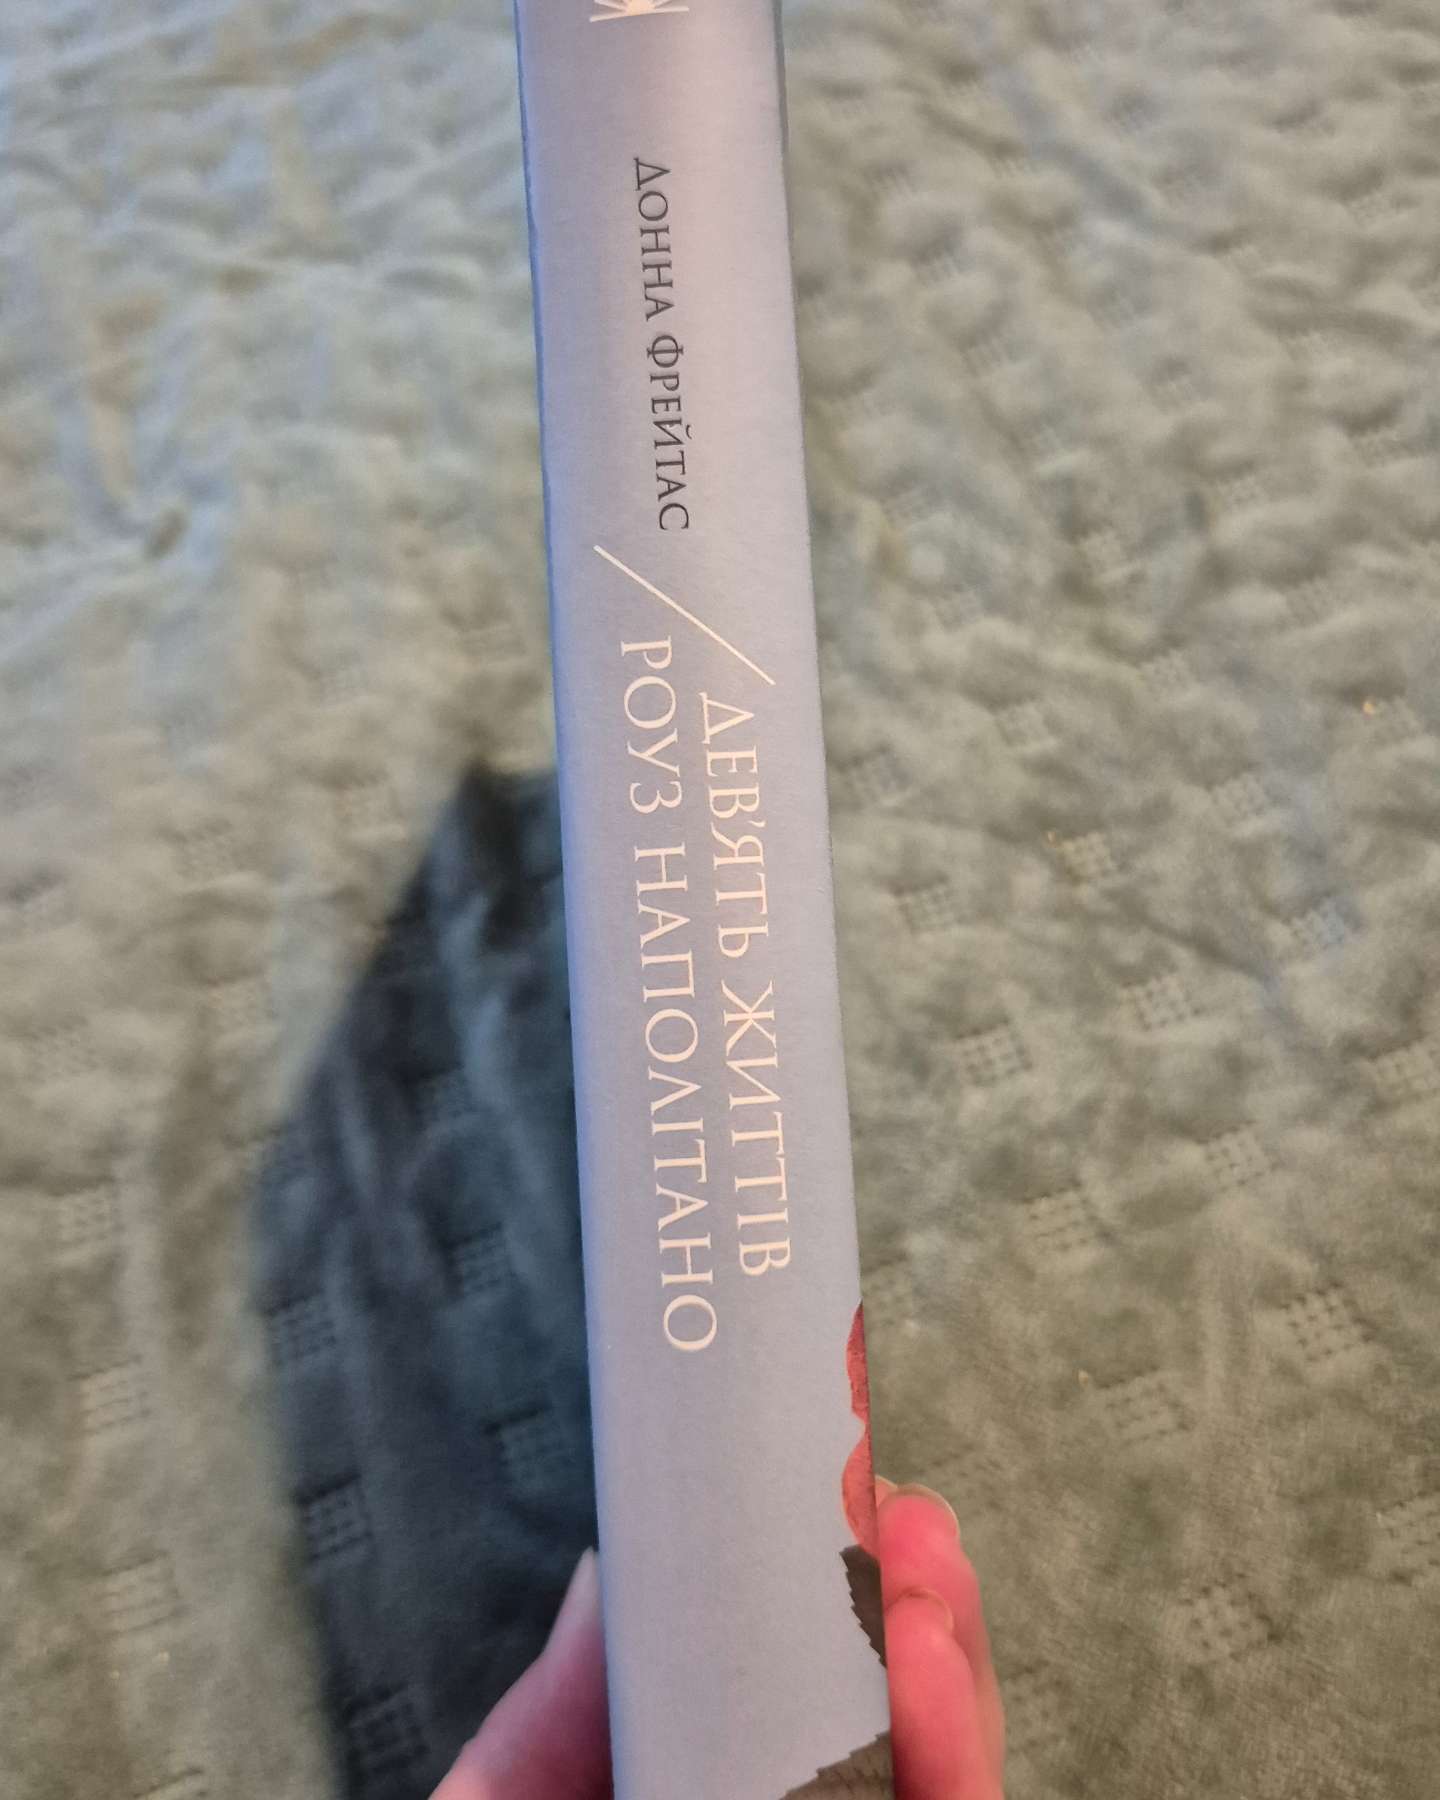 ДОННА ФРЕЙТАС
ДЕВ'ЯТЬ ЖИТТІВ
РОУЗ НАПОЛІТАНО